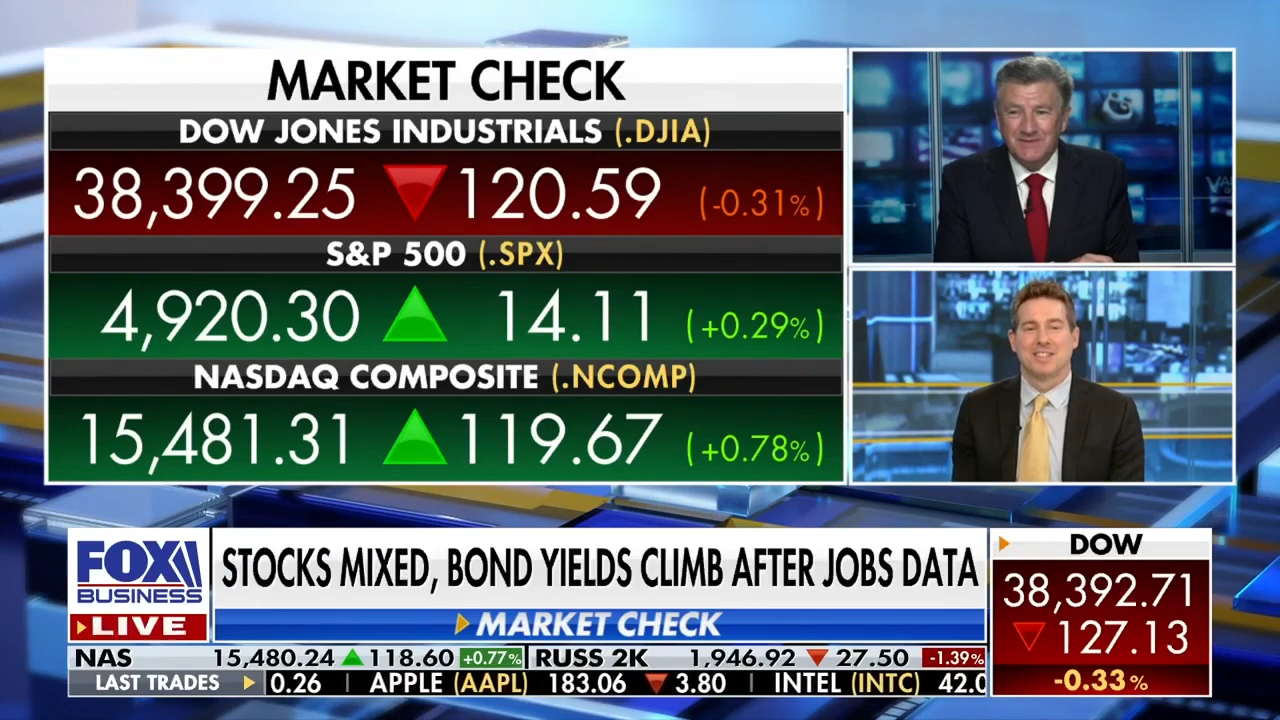 MARKET CHECK
DOW JONES INDUSTRIALS (.DJIA)
38,399.25 ▼ 120.59 (-0.31%)
S&P 500 (.SPX)
4,920.30 ▲ 14.11 (+0.29%)
NASDAQ COMPOSITE (.NCOMP)
15,481.31 ▲ 119.67 (+0.78%)
FOX BUSINESS
LIVE
STOCKS MIXED, BOND YIELDS CLIMB AFTER JOBS DATA
MARKET CHECK
DOW
38,392.71
▼ 127.13
-0.33%
NAS 15,480.24 ▲ 118.60 +0.77% RUSS 2K 1,946.92 ▼ 27.50 -1.39%
LAST TRADES 0.26 | APPLE (AAPL) 183.06 ▼ 3.80 | INTEL (INTC) 42.0